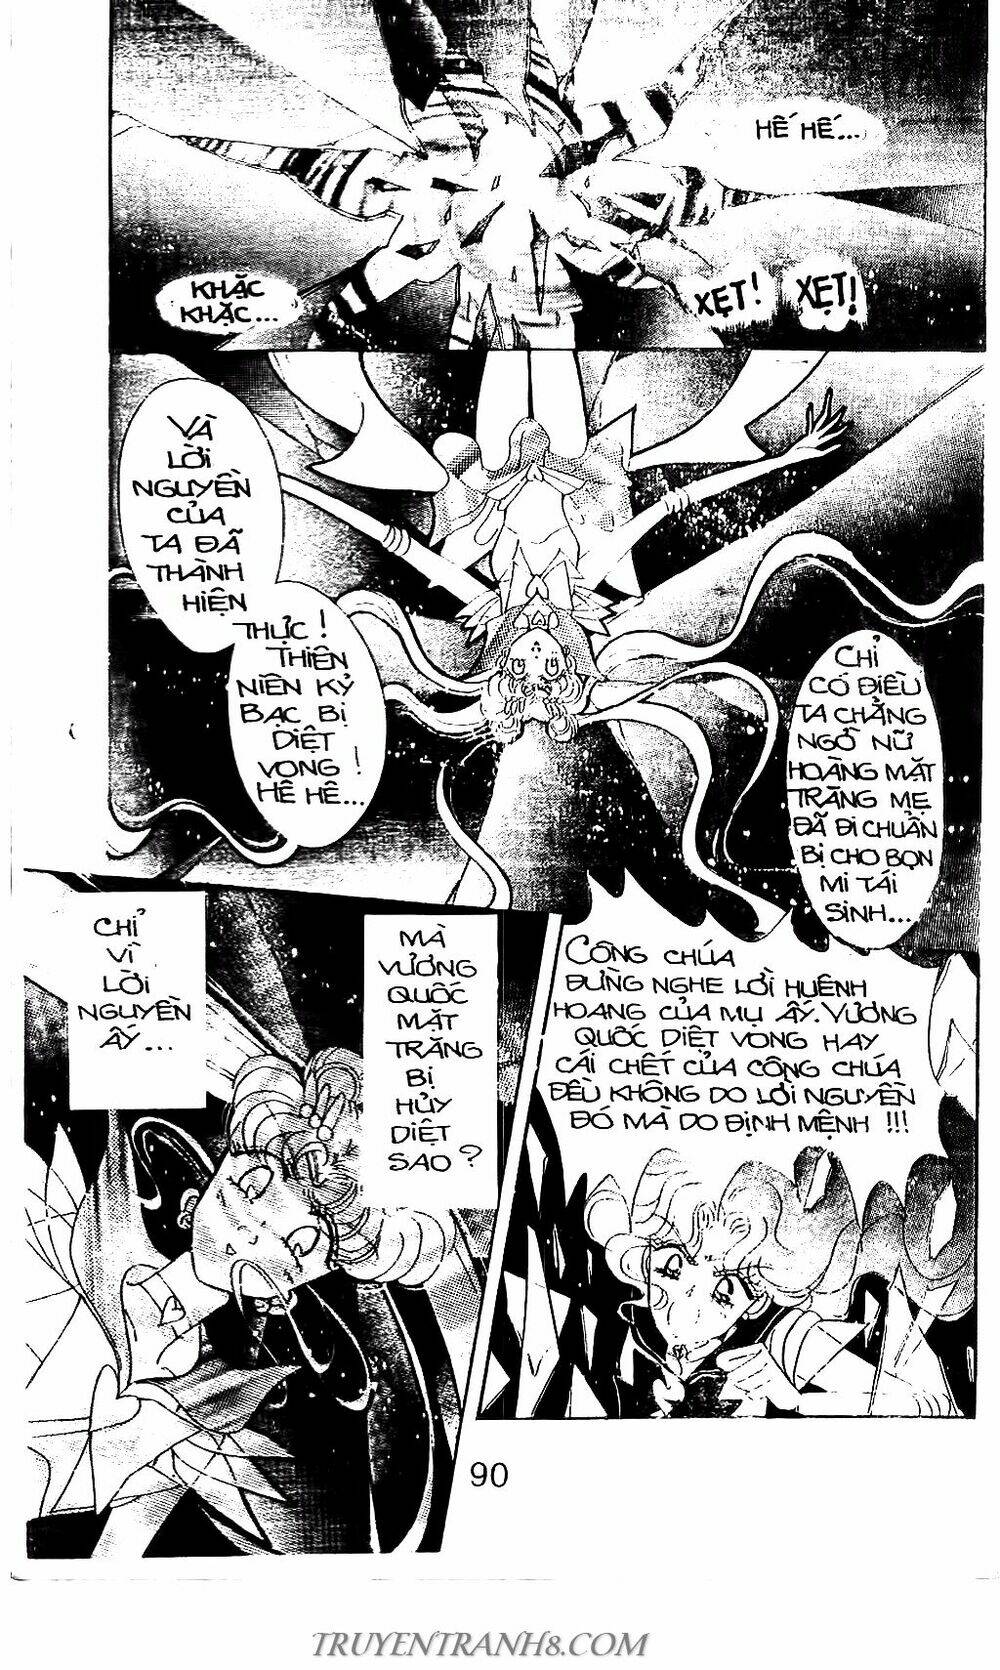 HẾ HẾ...
KHẶC
KHẶC...
XẸT!
XẸT!
VÀ
LỜI
NGUYỀN
CỦA
TA ĐÃ
THÀNH
HIỆN
THỰC!
THIÊN
NIÊN KỶ
BẠC BỊ
DIỆT
VONG!
HÊ HÊ...
CHỈ
CÓ ĐIỀU
TA CHẲNG
NGỜ NỮ
HOÀNG MẶT
TRĂNG MẸ
ĐÃ ĐI CHUẨN
BỊ CHO BỌN
MI TÁI
SINH...
CHỈ
VÌ
LỜI
NGUYỀN
ẤY...
MÀ
VƯƠNG
QUỐC
MẶT
TRĂNG
BỊ
HỦY
DIỆT
SAO?
CÔNG CHÚA
ĐỪNG NGHE LỜI HUÊNH
HOANG CỦA MỤ ẤY. VƯƠNG
QUỐC DIỆT VONG HAY
CÁI CHẾT CỦA CÔNG CHÚA
ĐỀU KHÔNG DO LỜI NGUYỀN
ĐÓ MÀ DO ĐỊNH MỆNH!!!
90
TRUYENTRANH8.COM